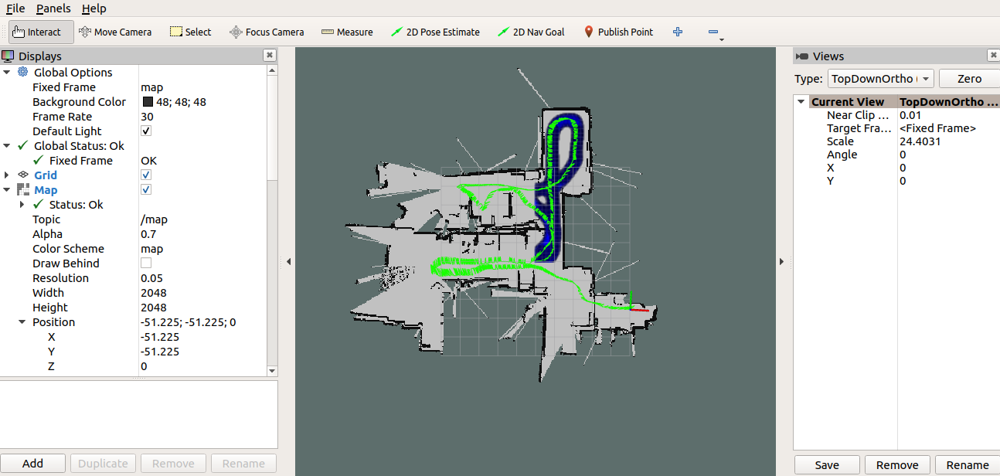 File Panels Help
Interact Move Camera Select Focus Camera Measure 2D Pose Estimate 2D Nav Goal Publish Point
Displays
Global Options
Fixed Frame map
Background Color 48; 48; 48
Frame Rate 30
Default Light
Global Status: Ok
Fixed Frame OK
Grid
Map
Status: Ok
Topic /map
Alpha 0.7
Color Scheme map
Draw Behind
Resolution 0.05
Width 2048
Height 2048
Position -51.225; -51.225; 0
X -51.225
Y -51.225
Z 0
Add Duplicate Remove Rename
Views
Type: TopDownOrtho ( Zero
Current View TopDownOrtho ...
Near Clip ... 0.01
Target Fra... <Fixed Frame>
Scale 24.4031
Angle 0
X 0
Y 0
Save Remove Rename